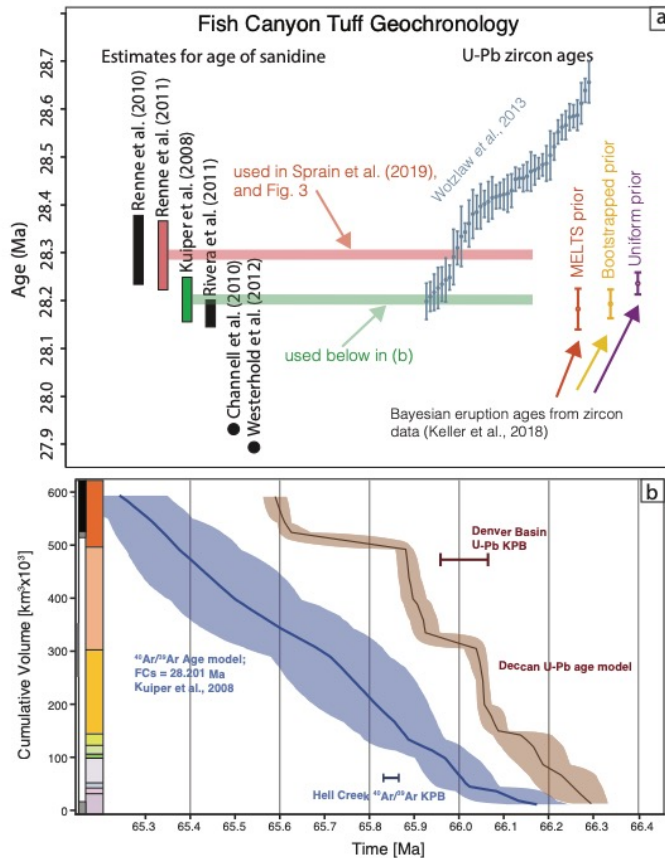 Fish Canyon Tuff Geochronology
a
Estimates for age of sanidine
U-Pb zircon ages
Renne et al. (2010)
Renne et al. (2011)
Kuiper et al. (2008)
Rivera et al. (2011)
Channell et al. (2010)
Westerhold et al. (2012)
used in Sprain et al. (2019),
and Fig. 3
Wotzlaw et al., 2013
MELTS prior
Bootstrapped prior
Uniform prior
used below in (b)
Bayesian eruption ages from zircon
data (Keller et al., 2018)
Age (Ma)
28.7
28.6
28.5
28.4
28.3
28.2
28.1
28.0
27.9
b
Cumulative Volume [km³x10³]
600
500
400
300
200
100
0
Denver Basin
U-Pb KPB
⁴⁰Ar/³⁹Ar Age model;
FCs = 28.201 Ma
Kuiper et al., 2008
Deccan U-Pb age model
Hell Creek ⁴⁰Ar/³⁹Ar KPB
65.3 65.4 65.5 65.6 65.7 65.8 65.9 66.0 66.1 66.2 66.3 66.4
Time [Ma]